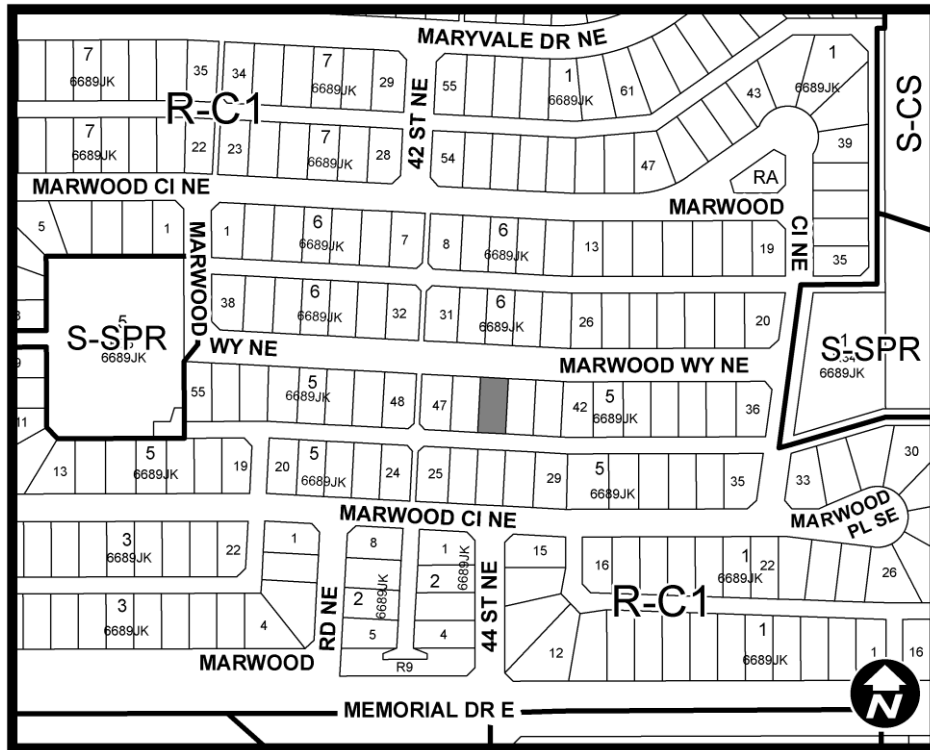 MARYVALE DR NE
S-CS
7
6689JK
35
34
7
6689JK
29
55
1
6689JK
61
43
1
6689JK
R-C1
42 ST NE
7
6689JK
22
23
7
6689JK
28
54
47
39
RA
MARWOOD CI NE
MARWOOD
CI NE
5
1
MARWOOD
1
6
6689JK
7
8
6
6689JK
13
19
35
38
6
6689JK
32
31
6
6689JK
26
20
S-SPR
5
6689JK
WY NE
MARWOOD WY NE
S-SPR
1
6689JK
9
55
5
6689JK
48
47
42
5
6689JK
36
11
13
5
6689JK
19
20
5
6689JK
24
25
29
5
6689JK
35
33
30
MARWOOD CI NE
MARWOOD
PL SE
3
6689JK
22
1
8
1
6689JK
15
16
1
6689JK
22
26
RD NE
2
6689JK
2
44 ST NE
R-C1
3
6689JK
4
5
4
12
1
6689JK
1
16
MARWOOD
R9
N
MEMORIAL DR E